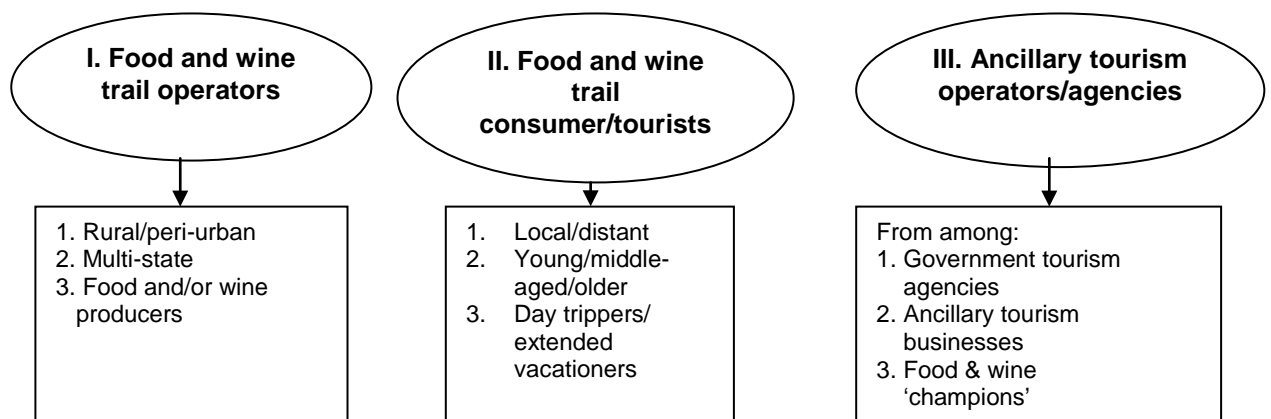 I. Food and wine
trail operators
II. Food and wine
trail
consumer/tourists
III. Ancillary tourism
operators/agencies
1. Rural/peri-urban
2. Multi-state
3. Food and/or wine
producers
1. Local/distant
2. Young/middle-
aged/older
3. Day trippers/
extended
vacationers
From among:
1. Government tourism
agencies
2. Ancillary tourism
businesses
3. Food & wine
‘champions’